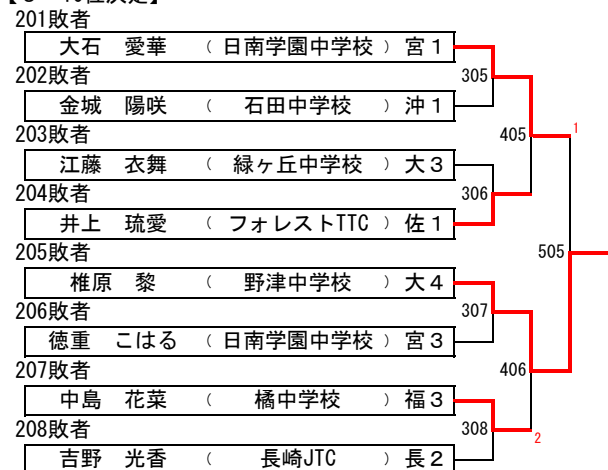 201敗者
大石 愛華 ( 日南学園中学校 ) 宮1
305
202敗者
金城 陽咲 ( 石田中学校 ) 沖1
203敗者
405 1
江藤 衣舞 ( 緑ヶ丘中学校 ) 大3
306
204敗者
井上 琉愛 ( フォレストTTC ) 佐1
205敗者
505
椎原 黎 ( 野津中学校 ) 大4
307
206敗者
徳重 こはる ( 日南学園中学校 ) 宮3
207敗者
406
中島 花菜 ( 橘中学校 ) 福3
308
208敗者
2
吉野 光香 ( 長崎JTC ) 長2